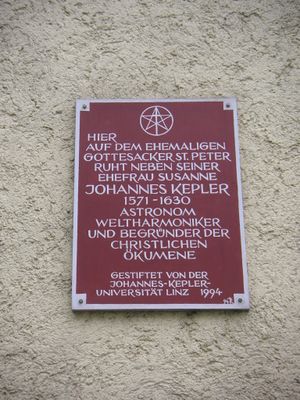 HIER
AUF DEM EHEMALIGEN
GOTTESACKER ST. PETER
RUHT NEBEN SEINER
EHEFRAU SUSANNE
JOHANNES KEPLER
1571-1630
ASTRONOM
WELTHARMONIKER
UND BEGRÜNDER DER
CHRISTLICHEN
ÖKUMENE
GESTIFTET VON DER
JOHANNES-KEPLER-
UNIVERSITÄT LINZ 1994